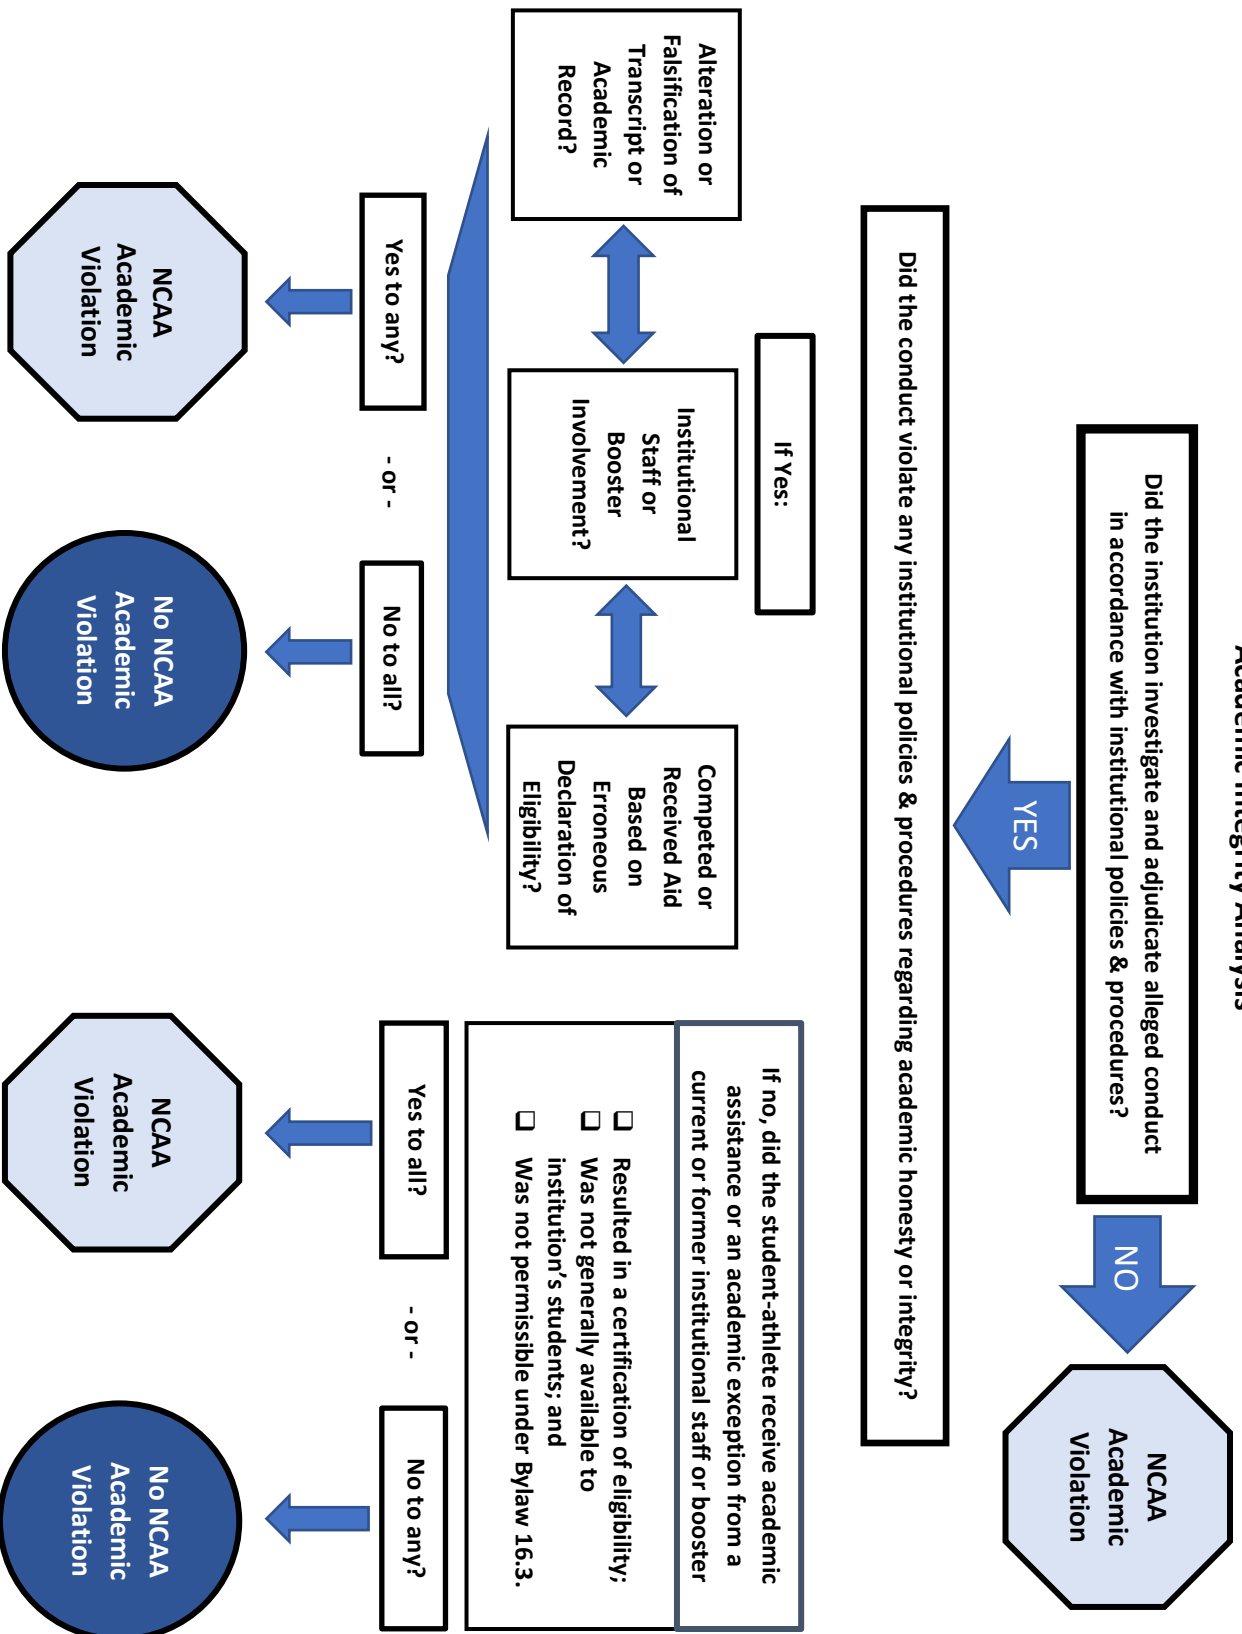 Academic Integrity Analysis
Did the institution investigate and adjudicate alleged conduct
in accordance with institutional policies & procedures?
NO
NCAA
Academic
Violation
YES
Did the conduct violate any institutional policies & procedures regarding academic honesty or integrity?
If Yes:
Alteration or
Falsification of
Transcript or
Academic
Record?
Institutional
Staff or
Booster
Involvement?
Competed or
Received Aid
Based on
Erroneous
Declaration of
Eligibility?
Yes to any?
- or -
No to all?
NCAA
Academic
Violation
No NCAA
Academic
Violation
If no, did the student-athlete receive academic
assistance or an academic exception from a
current or former institutional staff or booster
❑ Resulted in a certification of eligibility;
❑ Was not generally available to
institution's students; and
❑ Was not permissible under Bylaw 16.3.
Yes to all?
- or -
No to any?
NCAA
Academic
Violation
No NCAA
Academic
Violation